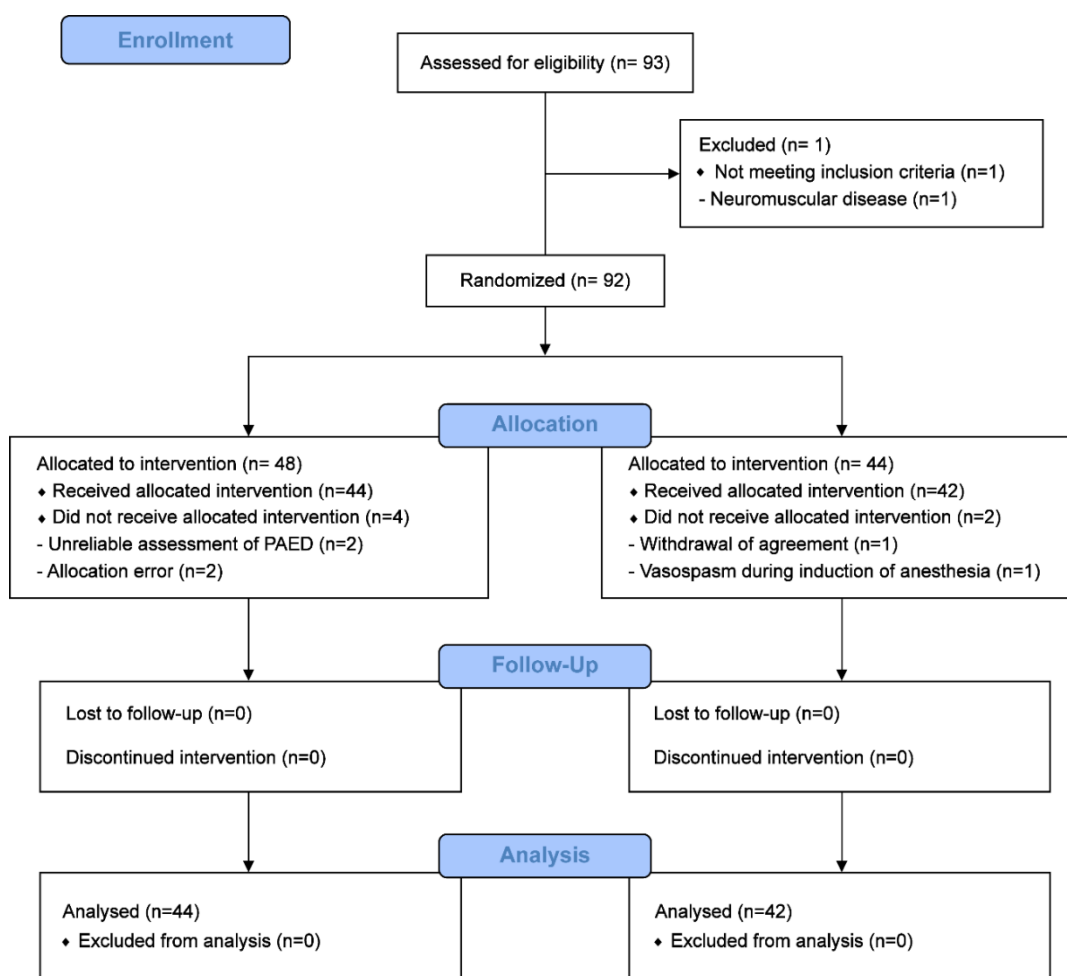 Enrollment
Assessed for eligibility (n= 93)
Excluded (n= 1)
♦ Not meeting inclusion criteria (n=1)
- Neuromuscular disease (n=1)
Randomized (n= 92)
Allocation
Allocated to intervention (n= 48)
♦ Received allocated intervention (n=44)
♦ Did not receive allocated intervention (n=4)
- Unreliable assessment of PAED (n=2)
- Allocation error (n=2)
Allocated to intervention (n= 44)
♦ Received allocated intervention (n=42)
♦ Did not receive allocated intervention (n=2)
- Withdrawal of agreement (n=1)
- Vasospasm during induction of anesthesia (n=1)
Follow-Up
Lost to follow-up (n=0)
Discontinued intervention (n=0)
Lost to follow-up (n=0)
Discontinued intervention (n=0)
Analysis
Analysed (n=44)
♦ Excluded from analysis (n=0)
Analysed (n=42)
♦ Excluded from analysis (n=0)